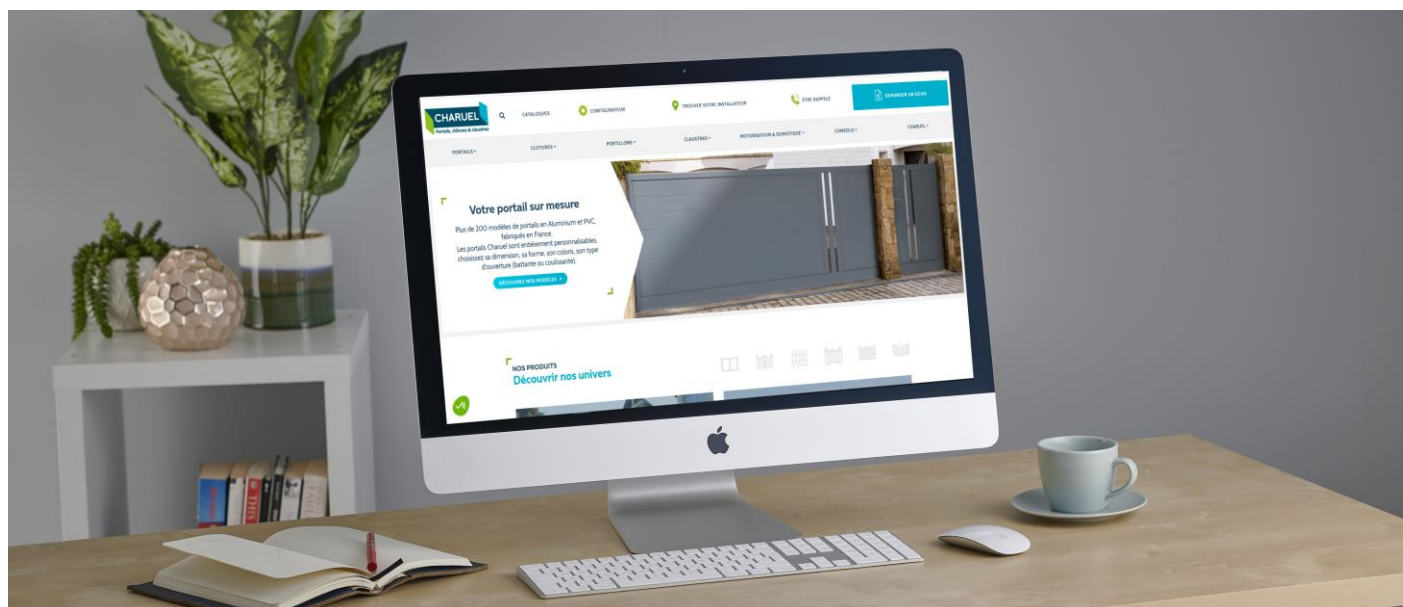 CHARUEL
Portails, clôtures & claustras
CATALOGUES
CONFIGURATEUR
TROUVER VOTRE INSTALLATEUR
ÊTRE RAPPELÉ
DEMANDER UN DEVIS
PORTAILS
CLOTURES
PORTILLONS
CLAUSTRAS
MOTORISATION & DOMOTIQUE
CONSEILS
CHARUEL
Votre portail sur mesure
Plus de 200 modèles de portails en Aluminium et PVC,
fabriqués en France.
Les portails Charuel sont entièrement personnalisables,
choisissez sa dimension, sa forme, son coloris, son type
d'ouverture (battante ou coulissante).
DÉCOUVREZ NOS MODÈLES >
NOS PRODUITS
Découvrir nos univers
THIS